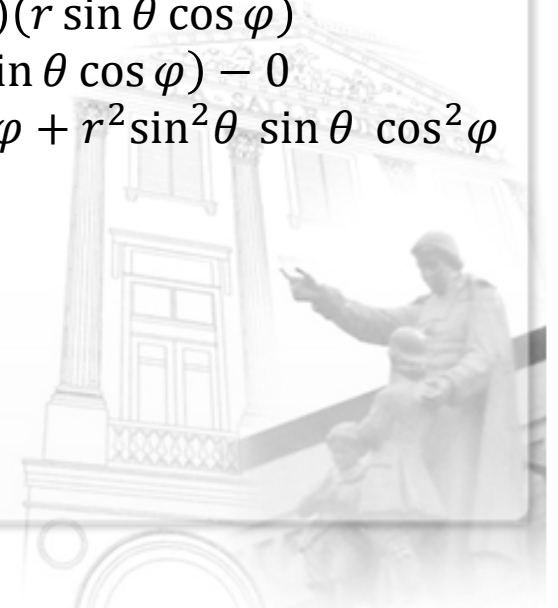 )(r sin θ cos φ)
in θ cos φ) − 0
φ + r²sin²θ sin θ cos²φ